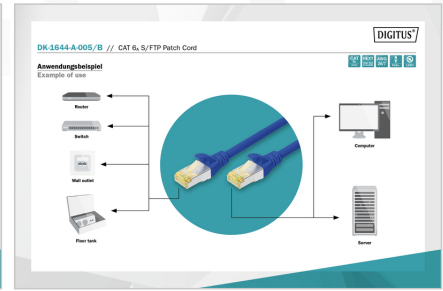 DIGITUS®
DK-1644-A-005/B // CAT 6A S/FTP Patch Cord
Anwendungsbeispiel
Example of use
Router
Switch
Wall outlet
Floor tank
Computer
Server